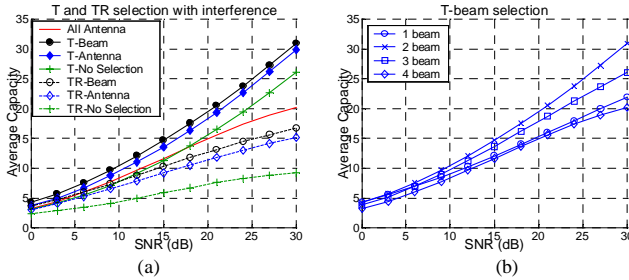 T and TR selection with interference
Average Capacity
40
35
30
25
20
15
10
5
0
All Antenna
T-Beam
T-Antenna
T-No Selection
TR-Beam
TR-Antenna
TR-No Selection
0 5 10 15 20 25 30
SNR (dB)
(a)
T-beam selection
Average Capacity
40
35
30
25
20
15
10
5
0
1 beam
2 beam
3 beam
4 beam
0 5 10 15 20 25 30
SNR (dB)
(b)